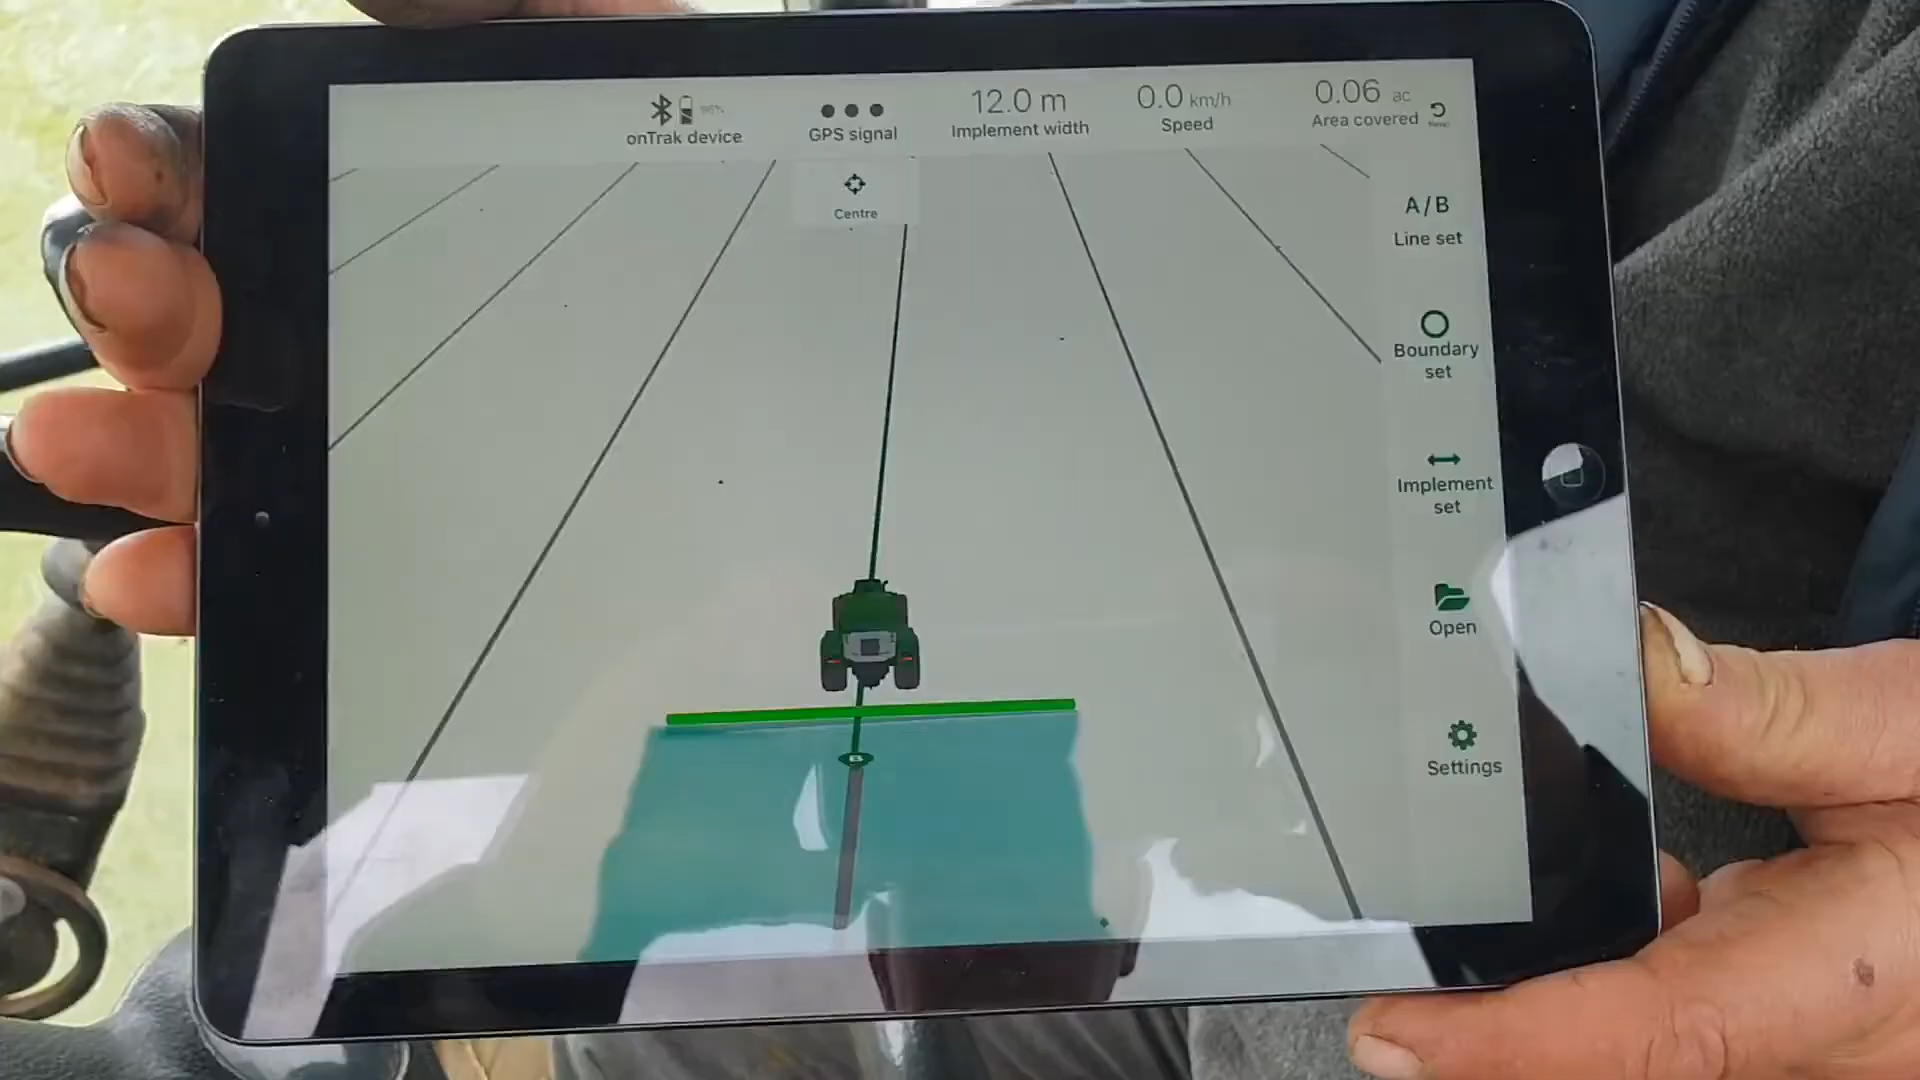 98%
onTrak device
GPS signal
12.0 m
Implement width
0.0 km/h
Speed
0.06 ac
Area covered
Centre
A/B
Line set
Boundary
set
Implement
set
Open
Settings
B